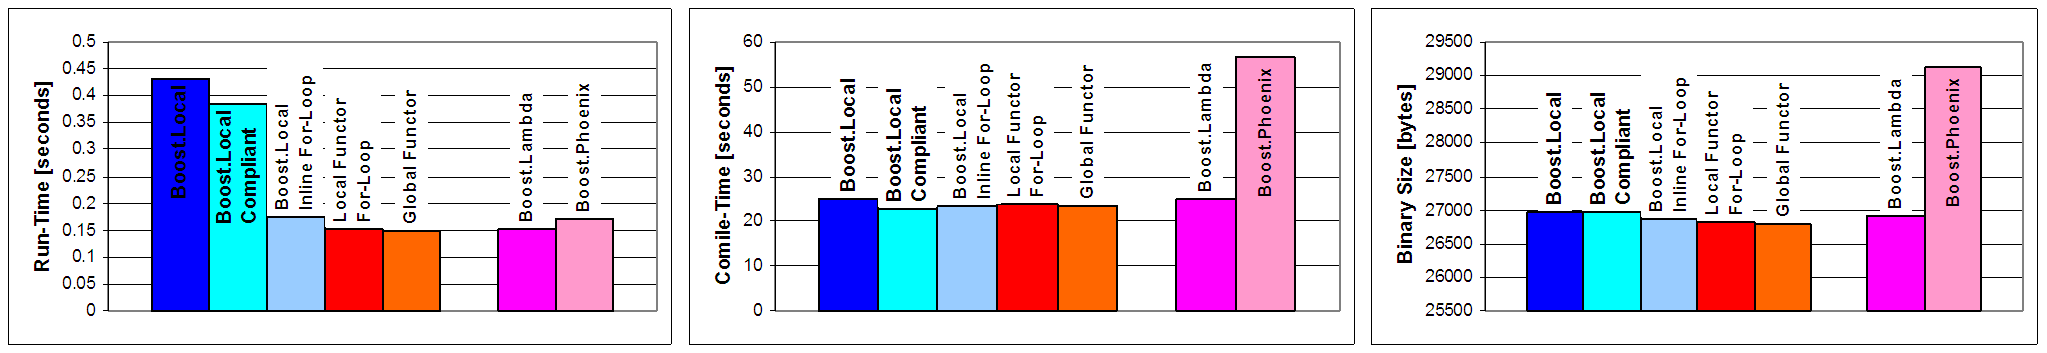 Run-Time [seconds]
0.5
0.45
0.4
0.35
0.3
0.25
0.2
0.15
0.1
0.05
0
Boost.Local
Boost.Local
Compliant
Boost.Local
Inline For-Loop
Local Functor
For-Loop
Global Functor
Boost.Lambda
Boost.Phoenix
Comile-Time [seconds]
60
50
40
30
20
10
0
Boost.Local
Boost.Local
Compliant
Boost.Local
Inline For-Loop
Local Functor
For-Loop
Global Functor
Boost.Lambda
Boost.Phoenix
Binary Size [bytes]
29500
29000
28500
28000
27500
27000
26500
26000
25500
Boost.Local
Boost.Local
Compliant
Boost.Local
Inline For-Loop
Local Functor
For-Loop
Global Functor
Boost.Lambda
Boost.Phoenix